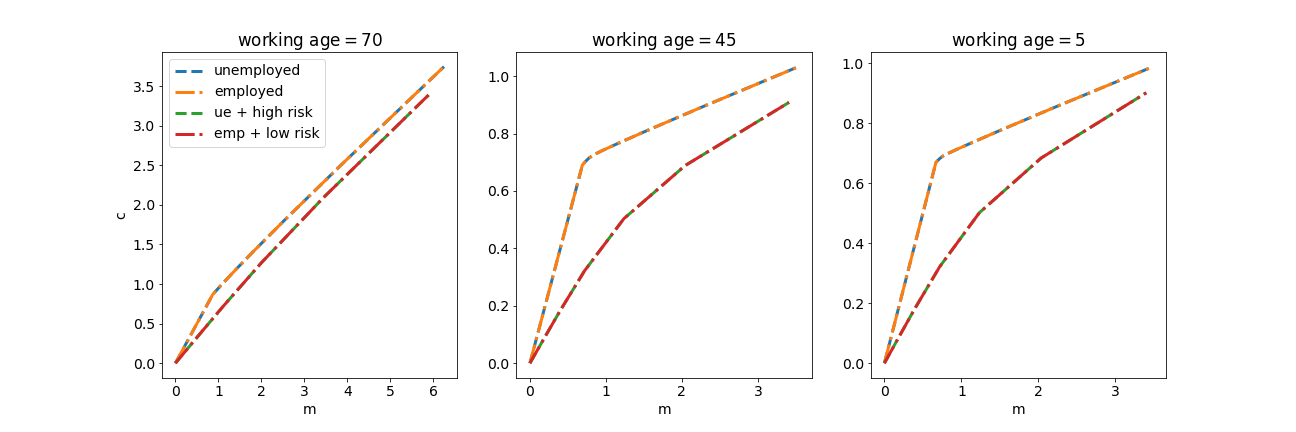 working age = 70
unemployed
employed
ue + high risk
emp + low risk
3.5
3.0
2.5
2.0
1.5
1.0
0.5
0.0
c
0 1 2 3 4 5 6
m
working age = 45
1.0
0.8
0.6
0.4
0.2
0.0
0 1 2 3
m
working age = 5
1.0
0.8
0.6
0.4
0.2
0.0
0 1 2 3
m